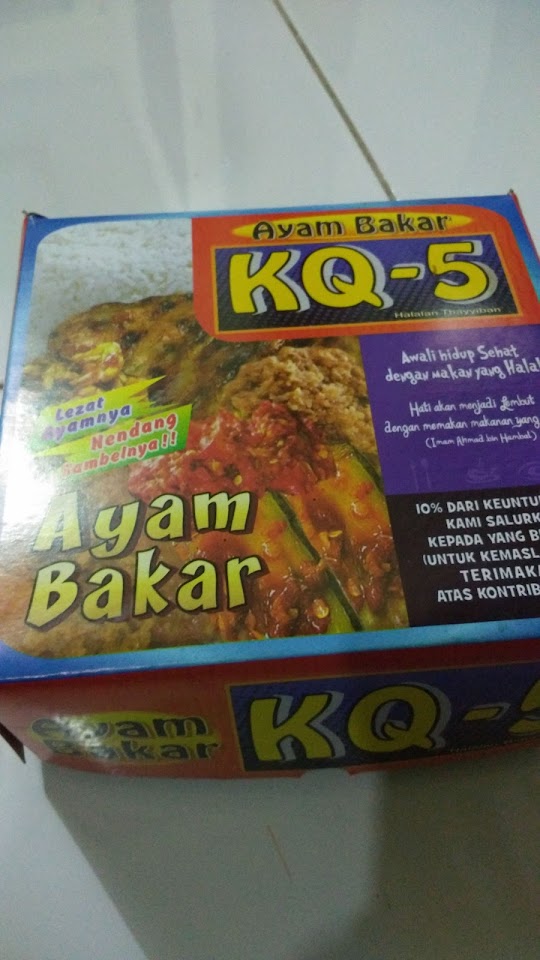 Ayam Bakar
KQ-5
Halalan Thayyiban
Awali hidup Sehat
dengan makan yang Halal
Hati akan menjadi lembut
dengan memakan makanan yang
(Imam Ahmad bin Hambal)
Lezat
Ayamnya
Nendang
Sambelnya!!
Ayam
Bakar
10% DARI KEUNTU
KAMI SALURK
KEPADA YANG B
(UNTUK KEMASL
TERIMAKA
ATAS KONTRIB
Ayam
Bakar
KQ-5